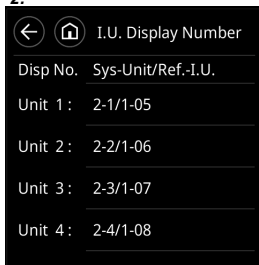 2.
I.U. Display Number
Disp No. Sys-Unit/Ref.-I.U.
Unit 1 : 2-1/1-05
Unit 2 : 2-2/1-06
Unit 3 : 2-3/1-07
Unit 4 : 2-4/1-08